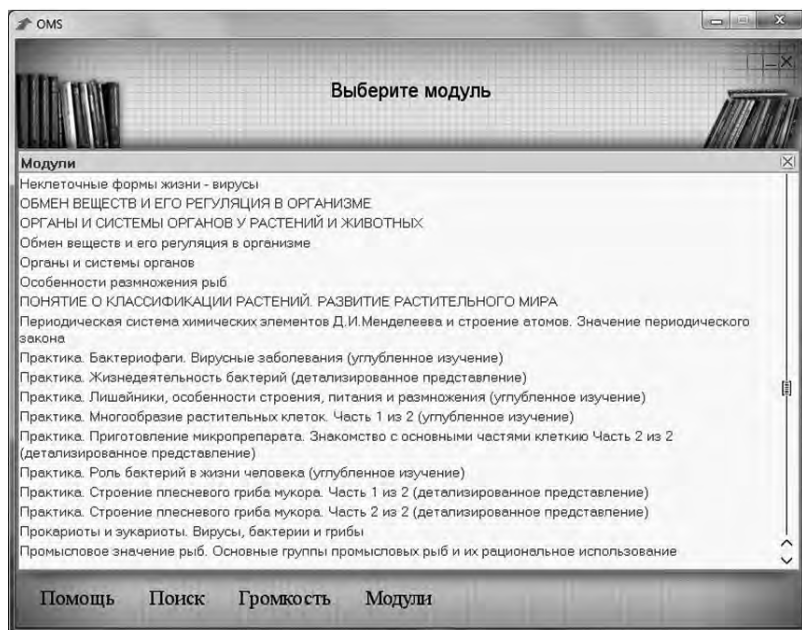 OMS
Выберите модуль
Модули
Неклеточные формы жизни - вирусы
ОБМЕН ВЕЩЕСТВ И ЕГО РЕГУЛЯЦИЯ В ОРГАНИЗМЕ
ОРГАНЫ И СИСТЕМЫ ОРГАНОВ У РАСТЕНИЙ И ЖИВОТНЫХ
Обмен веществ и его регуляция в организме
Органы и системы органов
Особенности размножения рыб
ПОНЯТИЕ О КЛАССИФИКАЦИИ РАСТЕНИЙ. РАЗВИТИЕ РАСТИТЕЛЬНОГО МИРА
Периодическая система химических элементов Д.И.Менделеева и строение атомов. Значение периодического
закона
Практика. Бактериофаги. Вирусные заболевания (углубленное изучение)
Практика. Жизнедеятельность бактерий (детализированное представление)
Практика. Лишайники, особенности строения, питания и размножения (углубленное изучение)
Практика. Многообразие растительных клеток. Часть 1 из 2 (углубленное изучение)
Практика. Приготовление микропрепарата. Знакомство с основными частями клеткию Часть 2 из 2
(детализированное представление)
Практика. Роль бактерий в жизни человека (углубленное изучение)
Практика. Строение плесневого гриба мукора. Часть 1 из 2 (детализированное представление)
Практика. Строение плесневого гриба мукора. Часть 2 из 2 (детализированное представление)
Прокариоты и эукариоты. Вирусы, бактерии и грибы
Промысловое значение рыб. Основные группы промысловых рыб и их рациональное использование
Помощь Поиск Громкость Модули